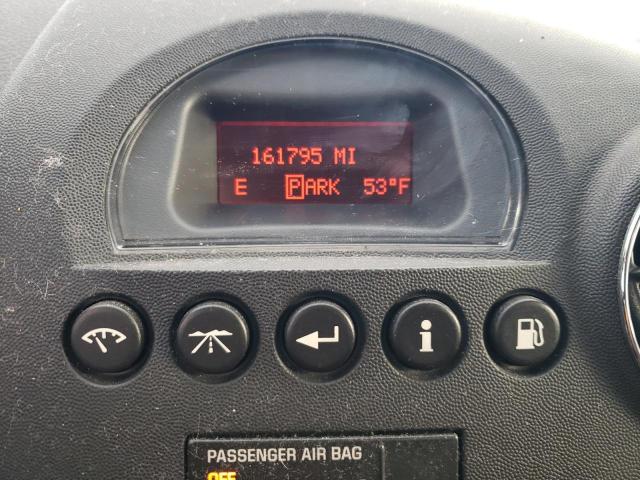 161795 MI
E PARK 53°F
i
PASSENGER AIR BAG
OFF